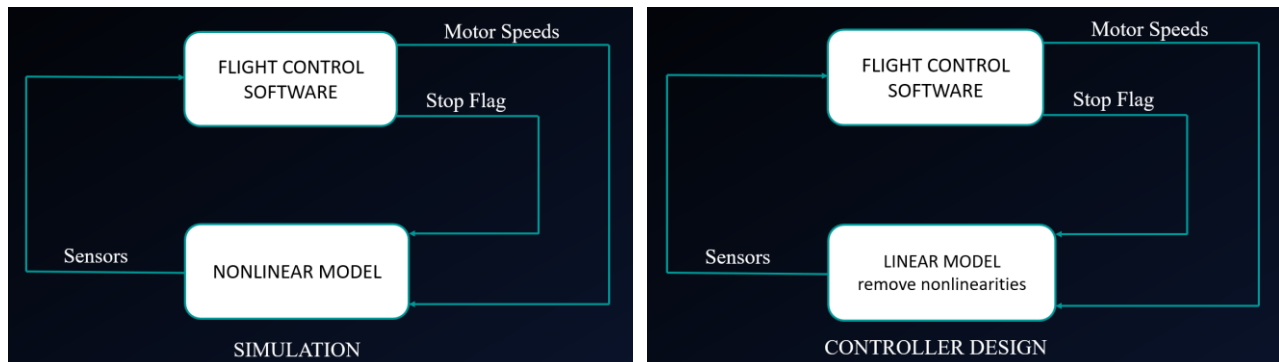 Motor Speeds
FLIGHT CONTROL
SOFTWARE
Stop Flag
Sensors
NONLINEAR MODEL
SIMULATION
Motor Speeds
FLIGHT CONTROL
SOFTWARE
Stop Flag
Sensors
LINEAR MODEL
remove nonlinearities
CONTROLLER DESIGN